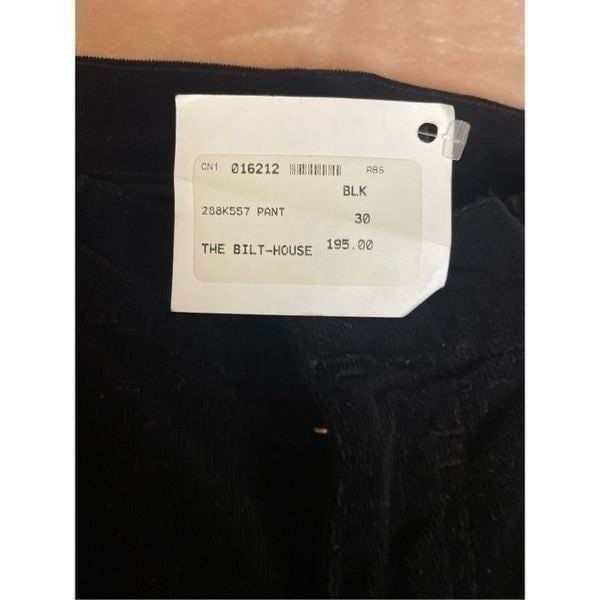 CN1 016212 ABS
BLK
288K557 PANT 30
THE BILT-HOUSE 195.00